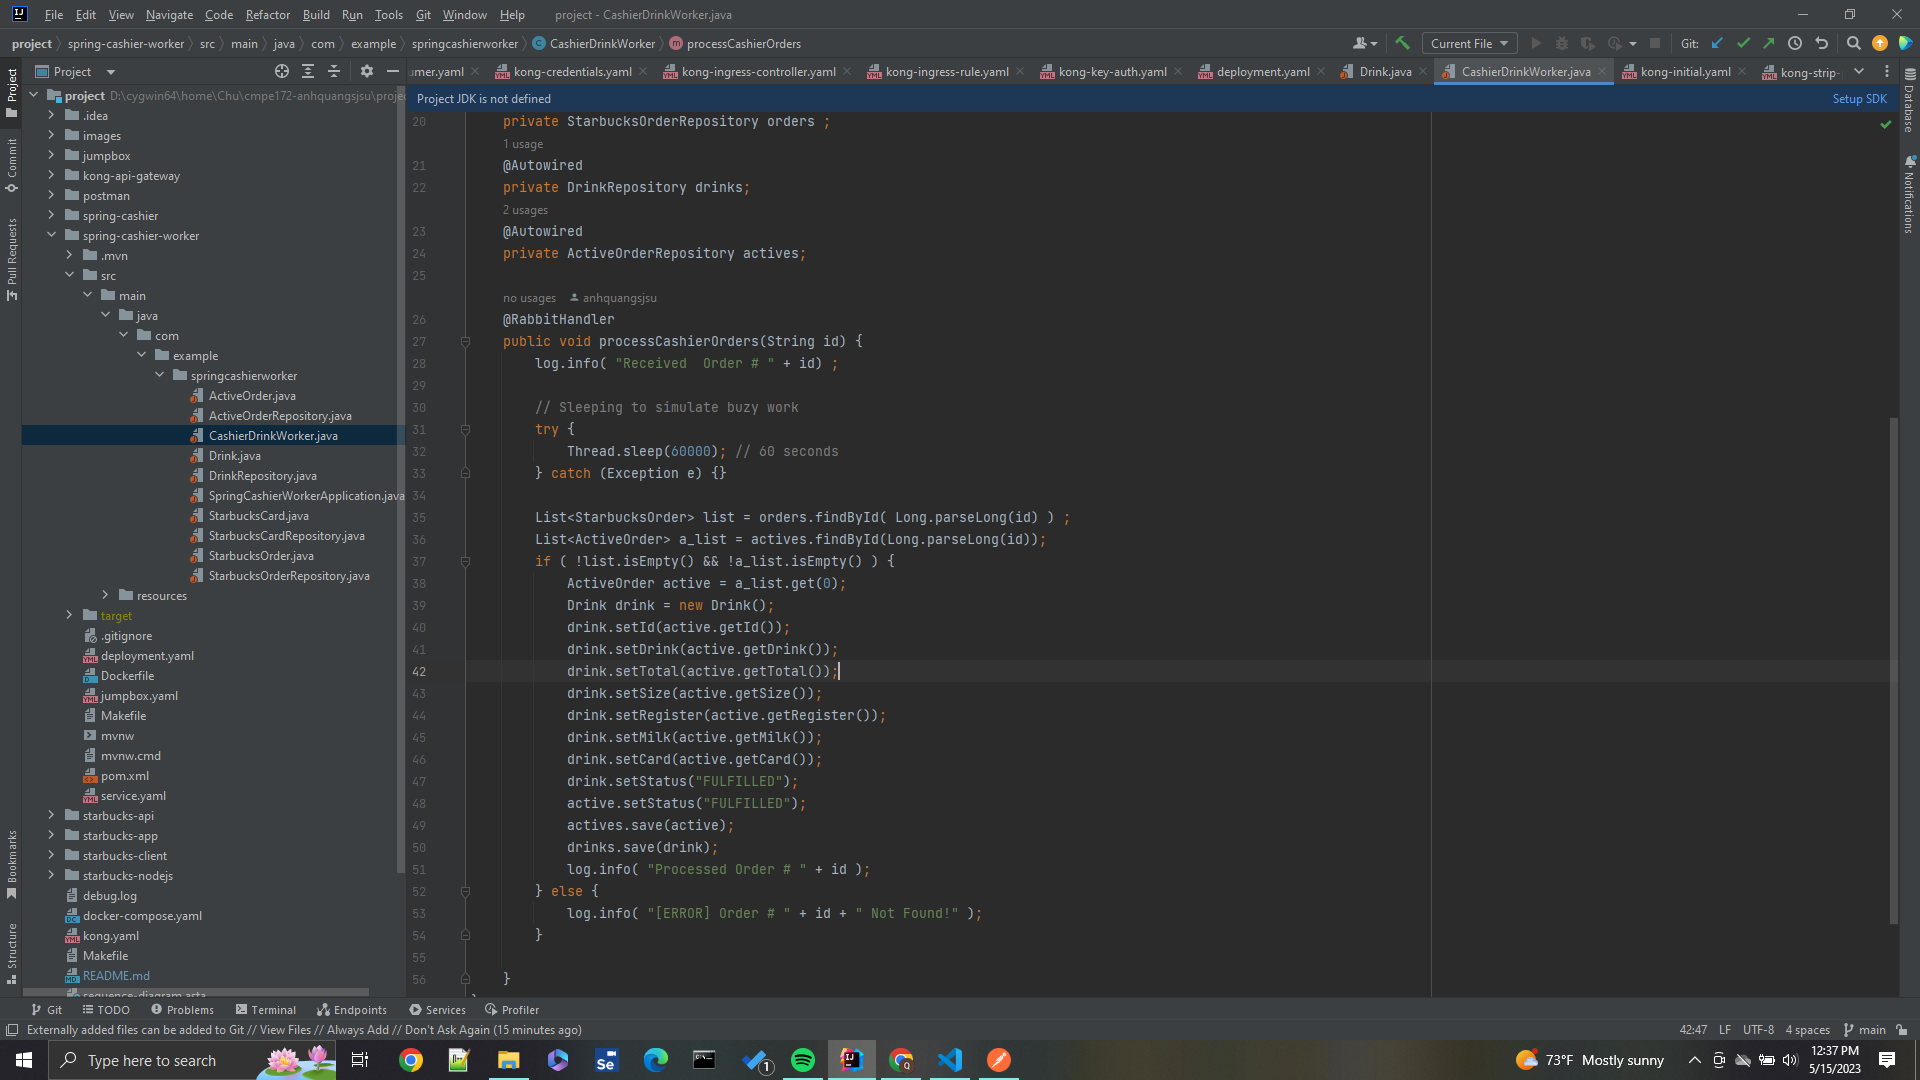 File Edit View Navigate Code Refactor Build Run Tools Git Window Help project - CashierDrinkWorker.java
project spring-cashier-worker src main java com example springcashierworker CashierDrinkWorker processCashierOrders Current File Git:
Project umer.yaml kong-credentials.yaml kong-ingress-controller.yaml kong-ingress-rule.yaml kong-key-auth.yaml deployment.yaml Drink.java CashierDrinkWorker.java kong-initial.yaml kong-strip-
Project JDK is not defined Setup SDK
Project
Commit
Pull Requests
Bookmarks
Structure
project D:\cygwin64\home\Chu\cmpe172-anhquangsjsu\projec
.idea
images
jumpbox
kong-api-gateway
postman
spring-cashier
spring-cashier-worker
.mvn
src
main
java
com
example
springcashierworker
ActiveOrder.java
ActiveOrderRepository.java
CashierDrinkWorker.java
Drink.java
DrinkRepository.java
SpringCashierWorkerApplication.java
StarbucksCard.java
StarbucksCardRepository.java
StarbucksOrder.java
StarbucksOrderRepository.java
resources
target
.gitignore
deployment.yaml
Dockerfile
jumpbox.yaml
Makefile
mvnw
mvnw.cmd
pom.xml
service.yaml
starbucks-api
starbucks-app
starbucks-client
starbucks-nodejs
debug.log
docker-compose.yaml
kong.yaml
Makefile
README.md
sequence-diagram.asta
20 private StarbucksOrderRepository orders ;
1 usage
21 @Autowired
22 private DrinkRepository drinks;
2 usages
23 @Autowired
24 private ActiveOrderRepository actives;
25
no usages anhquangsjsu
26 @RabbitHandler
27 public void processCashierOrders(String id) {
28 log.info( "Received  Order # " + id) ;
29
30 // Sleeping to simulate buzy work
31 try {
32 Thread.sleep(60000); // 60 seconds
33 } catch (Exception e) {}
34
35 List<StarbucksOrder> list = orders.findById( Long.parseLong(id) ) ;
36 List<ActiveOrder> a_list = actives.findById(Long.parseLong(id));
37 if ( !list.isEmpty() && !a_list.isEmpty() ) {
38 ActiveOrder active = a_list.get(0);
39 Drink drink = new Drink();
40 drink.setId(active.getId());
41 drink.setDrink(active.getDrink());
42 drink.setTotal(active.getTotal());
43 drink.setSize(active.getSize());
44 drink.setRegister(active.getRegister());
45 drink.setMilk(active.getMilk());
46 drink.setCard(active.getCard());
47 drink.setStatus("FULFILLED");
48 active.setStatus("FULFILLED");
49 actives.save(active);
50 drinks.save(drink);
51 log.info( "Processed Order # " + id );
52 } else {
53 log.info( "[ERROR] Order # " + id + " Not Found!" );
54 }
55
56 }
Database
Notifications
Git TODO Problems Terminal Endpoints Services Profiler
Externally added files can be added to Git // View Files // Always Add // Don't Ask Again (15 minutes ago) 42:47 LF UTF-8 4 spaces main
Type here to search Se 1 73°F Mostly sunny 12:37 PM
5/15/2023